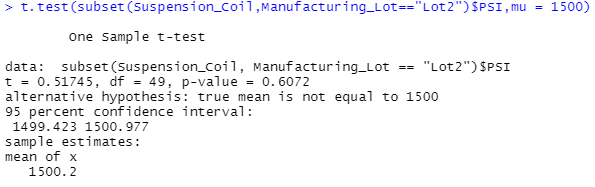 > t.test(subset(Suspension_Coil,Manufacturing_Lot=="Lot2")$PSI,mu = 1500)
One Sample t-test
data:  subset(Suspension_Coil, Manufacturing_Lot == "Lot2")$PSI
t = 0.51745, df = 49, p-value = 0.6072
alternative hypothesis: true mean is not equal to 1500
95 percent confidence interval:
1499.423 1500.977
sample estimates:
mean of x
1500.2